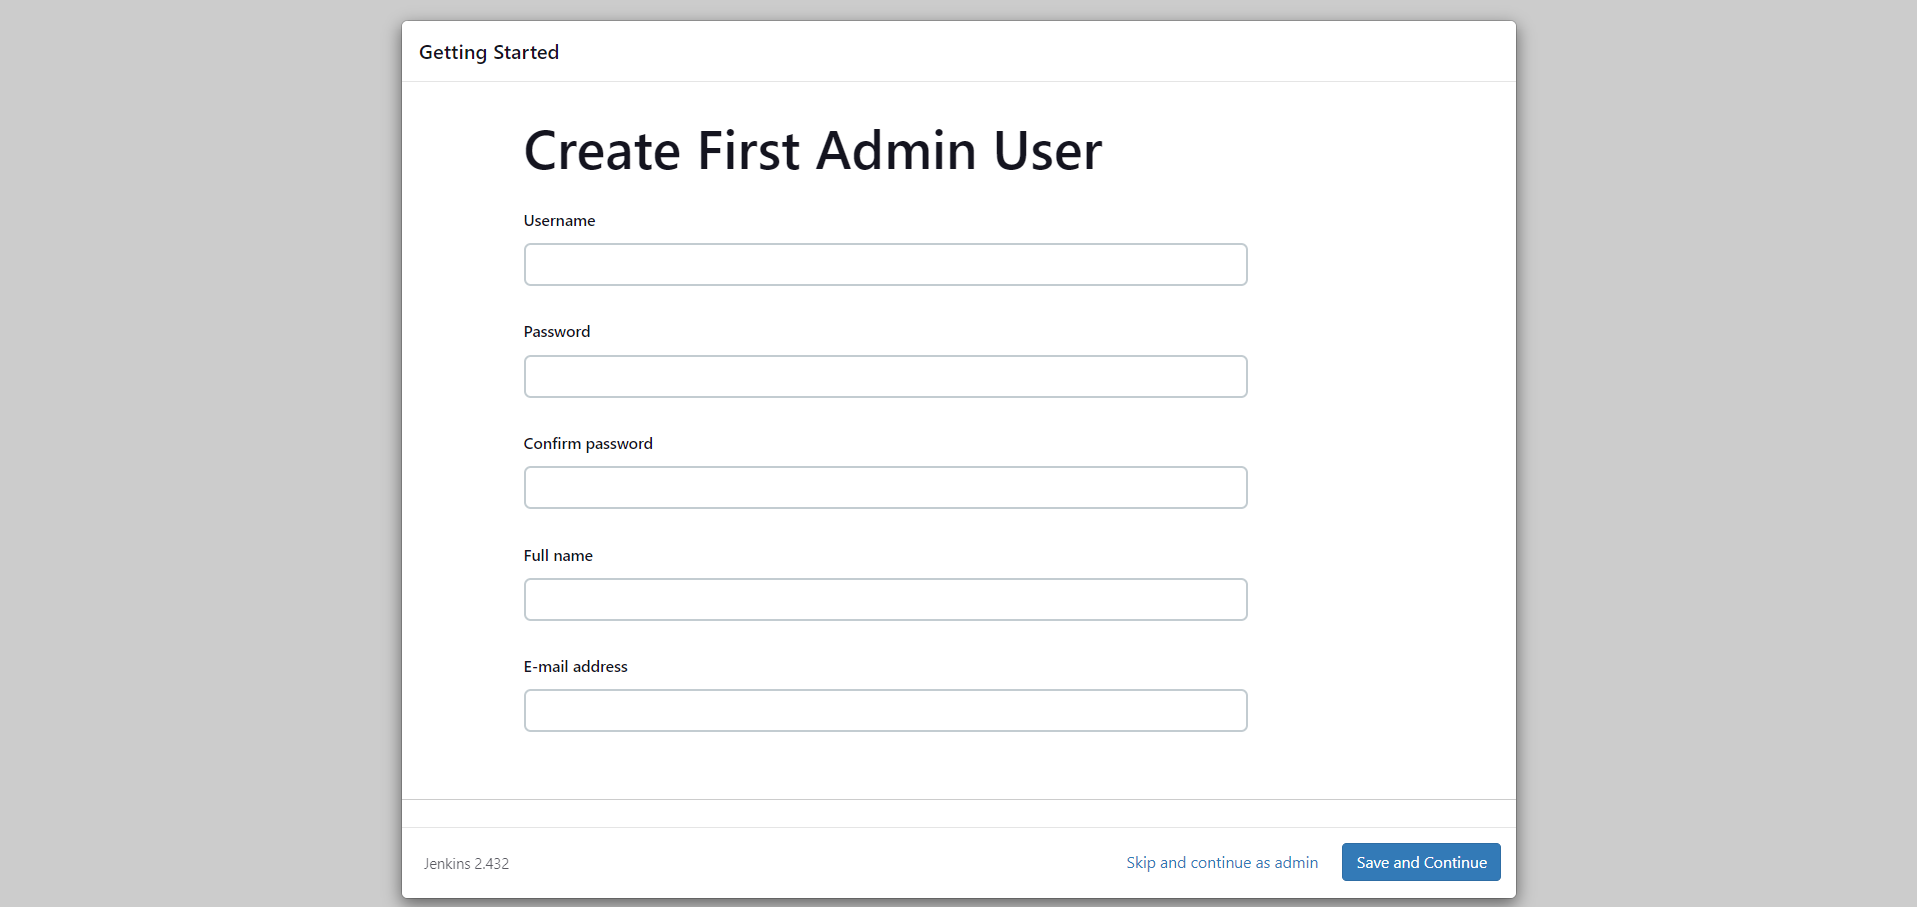 Getting Started
Create First Admin User
Username
Password
Confirm password
Full name
E-mail address
Jenkins 2.432
Skip and continue as admin
Save and Continue